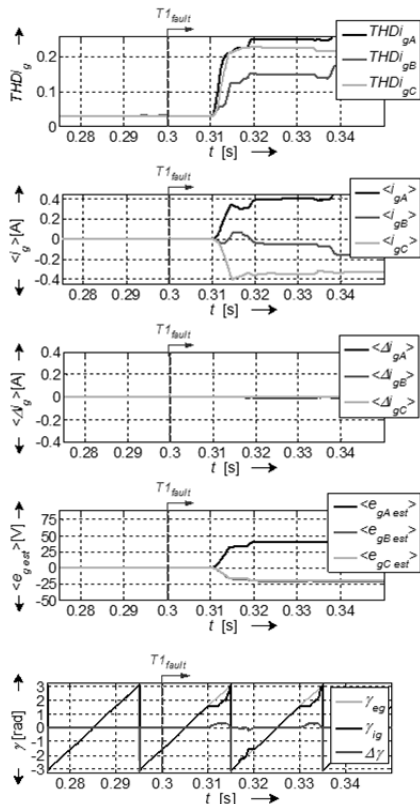 T1fault
THDig
0.2
0.1
0
0.28 0.29 0.3 0.31 0.32 0.33 0.34
t [s]
THDigA
THDigB
THDigC
T1fault
<ig>[A]
0.4
0.2
0
-0.2
-0.4
0.28 0.29 0.3 0.31 0.32 0.33 0.34
t [s]
<igA>
<igB>
<igC>
T1fault
<Δig>[A]
0.4
0.2
0
-0.2
-0.4
0.28 0.29 0.3 0.31 0.32 0.33 0.34
t [s]
<ΔigA>
<ΔigB>
<ΔigC>
T1fault
<eg est>[V]
75
50
25
0
-25
-50
0.28 0.29 0.3 0.31 0.32 0.33 0.34
t [s]
<egA est>
<egB est>
<egC est>
T1fault
γ [rad]
3
2
1
0
-1
-2
-3
0.28 0.29 0.3 0.31 0.32 0.33 0.34
t [s]
γeg
γig
Δγ